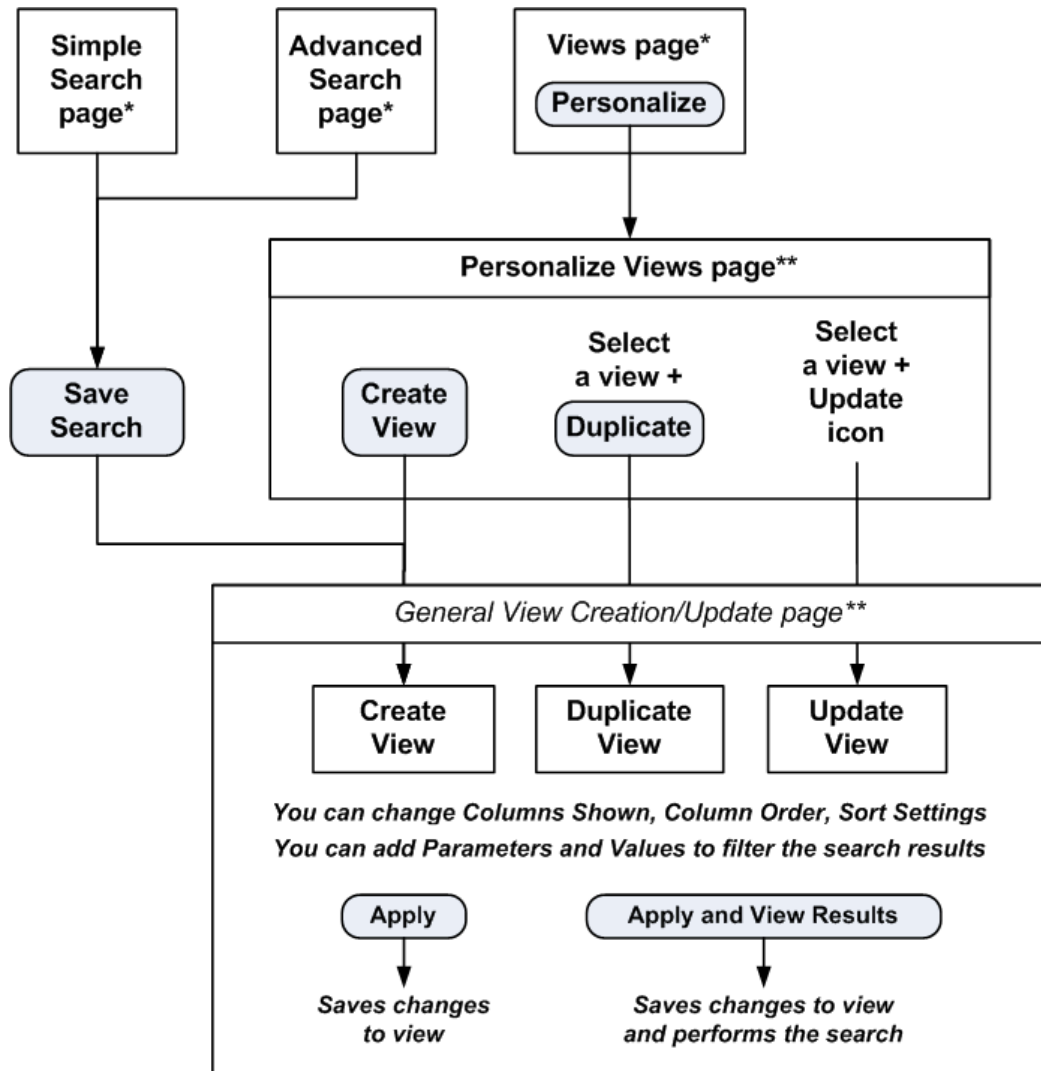 Simple
Search
page*
Advanced
Search
page*
Views page*
Personalize
Personalize Views page**
Save
Search
Create
View
Select
a view +
Duplicate
Select
a view +
Update
icon
General View Creation/Update page**
Create
View
Duplicate
View
Update
View
You can change Columns Shown, Column Order, Sort Settings
You can add Parameters and Values to filter the search results
Apply
Saves changes
to view
Apply and View Results
Saves changes to view
and performs the search